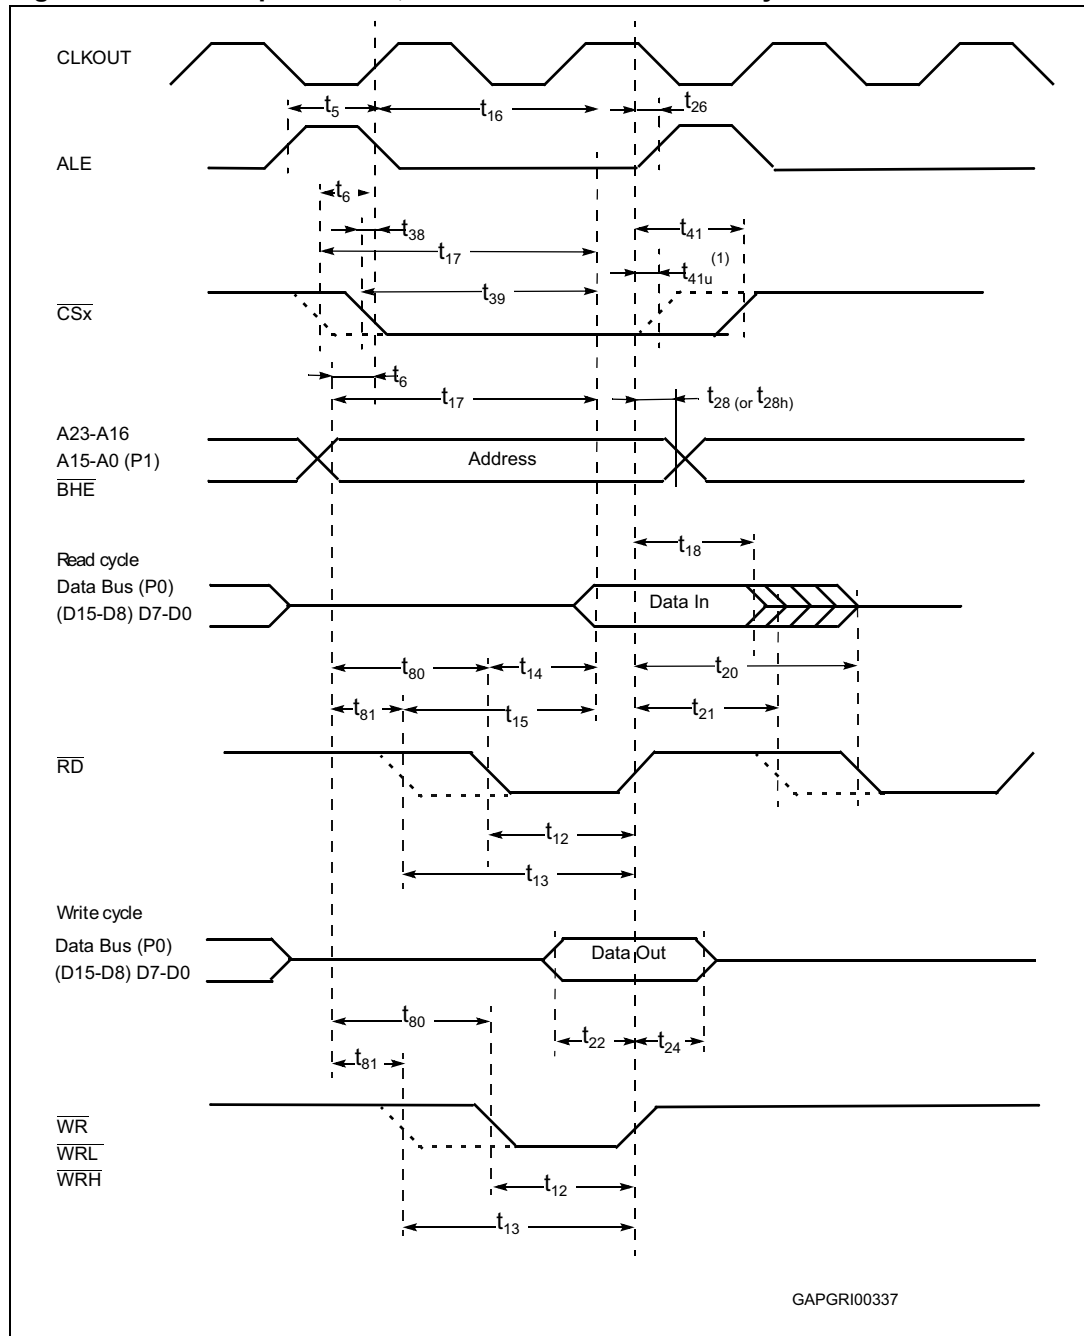 CLKOUT
t5
t16
t26
ALE
t6
t38
t41
t17
t41u (1)
t39
CSx
t6
t17
t28 (or t28h)
A23-A16
A15-A0 (P1)
Address
BHE
t18
Read cycle
Data Bus (P0)
Data In
(D15-D8) D7-D0
t80
t14
t20
t81
t15
t21
RD
t12
t13
Write cycle
Data Bus (P0)
Data Out
(D15-D8) D7-D0
t80
t22
t24
t81
WR
WRL
WRH
t12
t13
GAPGRI00337